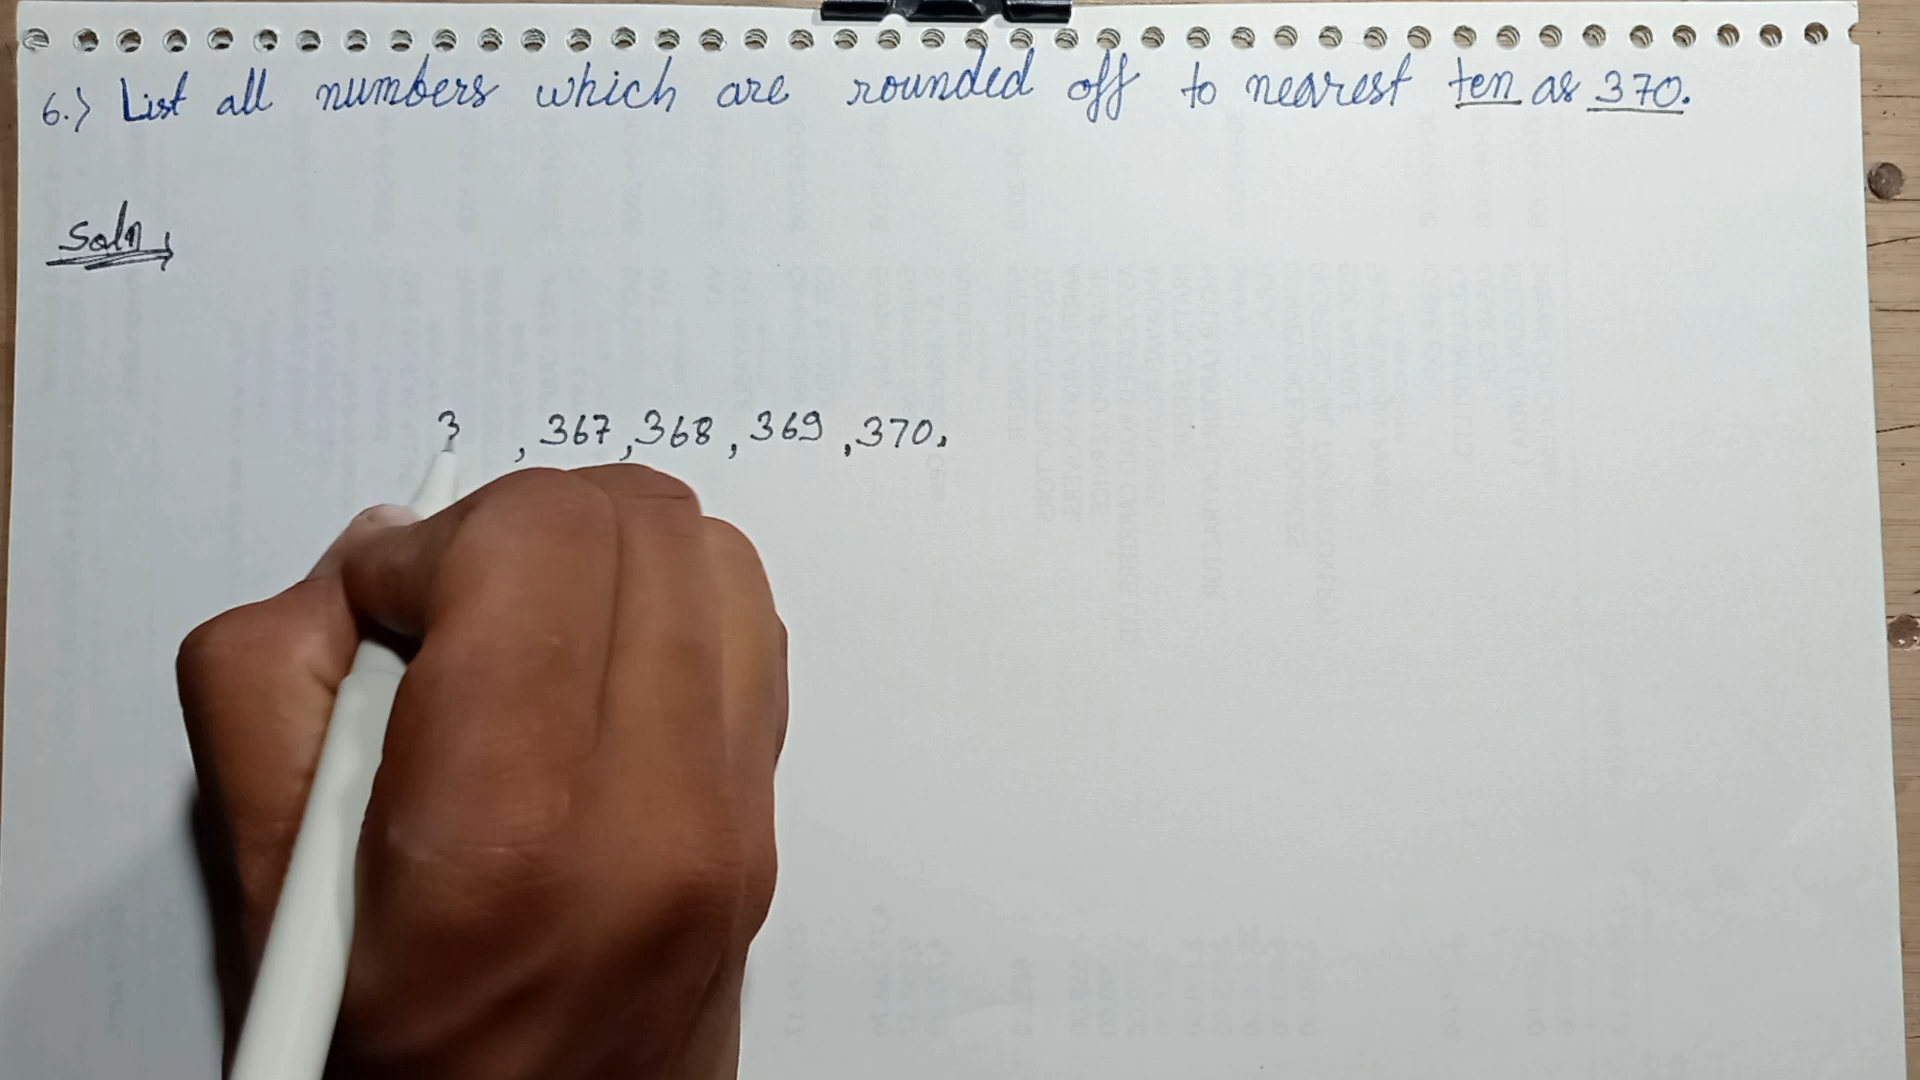 6.) List all numbers which are rounded off to nearest ten as 370.
Soln
3 , 367, 368, 369, 370.